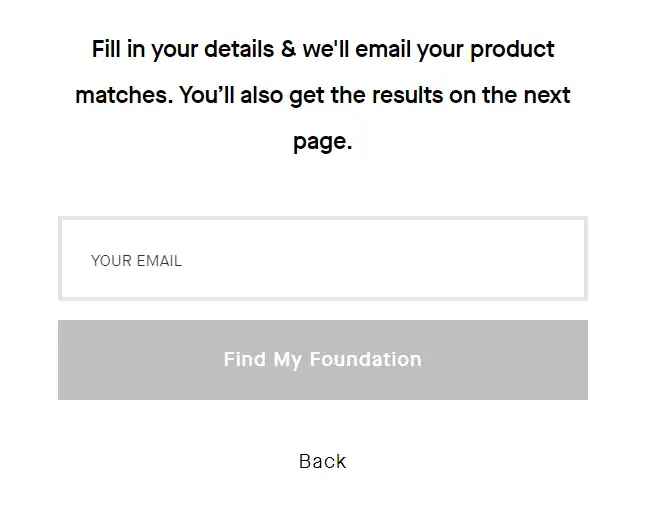 Fill in your details & we'll email your product
matches. You’ll also get the results on the next
page.
YOUR EMAIL
Find My Foundation
Back